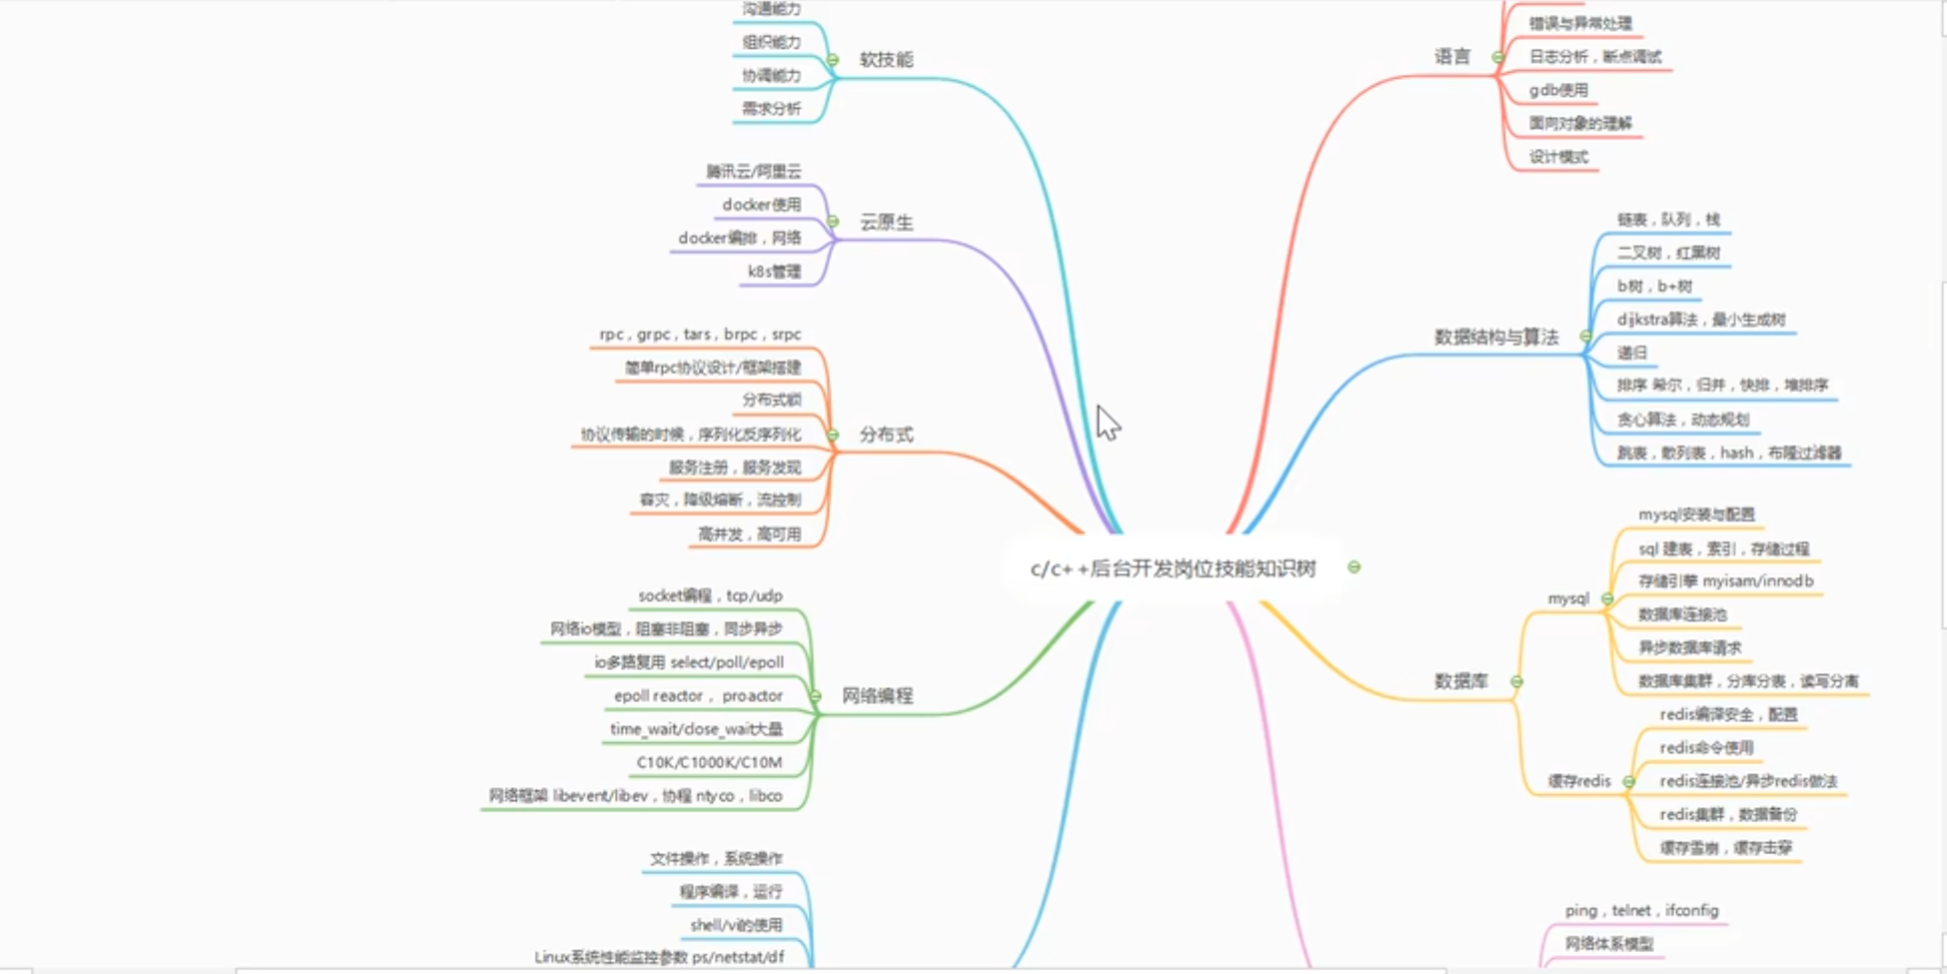 沟通能力
组织能力
协调能力
需求分析
软技能
腾讯云/阿里云
docker使用
docker编排，网络
k8s管理
云原生
rpc，grpc，tars，brpc，srpc
简单rpc协议设计/框架搭建
分布式锁
协议传输的时候，序列化反序列化
服务注册，服务发现
容灾，降级熔断，流控制
高并发，高可用
分布式
socket编程，tcp/udp
网络io模型，阻塞非阻塞，同步异步
io多路复用 select/poll/epoll
epoll reactor ，proactor
time_wait/close_wait大量
C10K/C1000K/C10M
网络框架 libevent/libev，协程 ntyco，libco
网络编程
文件操作，系统操作
程序编译，运行
shell/vi的使用
Linux系统性能监控参数 ps/netstat/df
c/c++后台开发岗位技能知识树
语言
错误与异常处理
日志分析，断点调试
gdb使用
面向对象的理解
设计模式
数据结构与算法
链表，队列，栈
二叉树，红黑树
b树，b+树
dijkstra算法，最小生成树
递归
排序 希尔，归并，快排，堆排序
贪心算法，动态规划
跳表，散列表，hash，布隆过滤器
数据库
mysql
mysql安装与配置
sql 建表，索引，存储过程
存储引擎 myisam/innodb
数据库连接池
异步数据库请求
数据库集群，分库分表，读写分离
缓存redis
redis编译安全，配置
redis命令使用
redis连接池/异步redis做法
redis集群，数据备份
缓存雪崩，缓存击穿
ping，telnet，ifconfig
网络体系模型